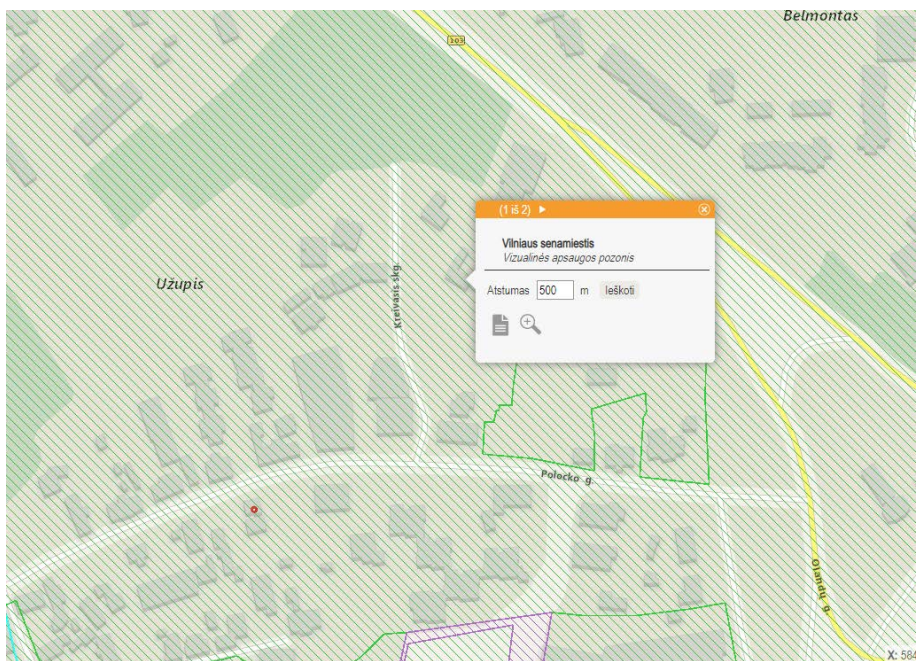 Belmontas
103
(1 iš 2)
Vilniaus senamiestis
Vizualinės apsaugos pozonis
Užupis
Kreivasis skg.
Atstumas 500 m Ieškoti
Polocko g.
Olandų g.
X: 584